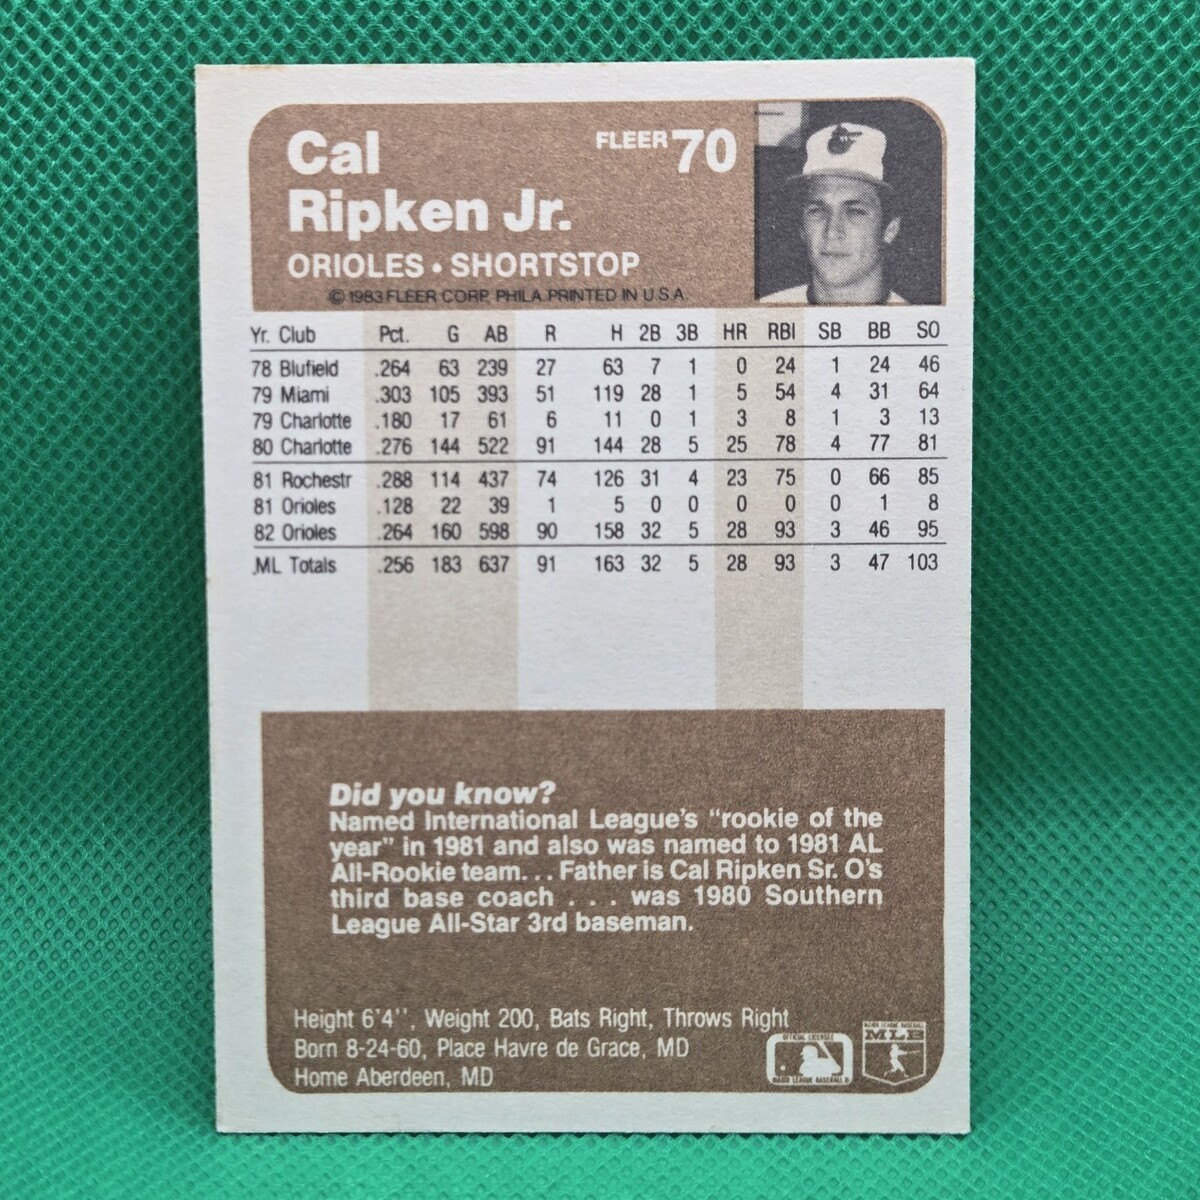 Cal
FLEER 70
Ripken Jr.
ORIOLES • SHORTSTOP
© 1983 FLEER CORP. PHILA. PRINTED IN U.S.A.
Yr. Club Pct. G AB R H 2B 3B HR RBI SB BB SO
78 Blufield .264 63 239 27 63 7 1 0 24 1 24 46
79 Miami .303 105 393 51 119 28 1 5 54 4 31 64
79 Charlotte .180 17 61 6 11 0 1 3 8 1 3 13
80 Charlotte .276 144 522 91 144 28 5 25 78 4 77 81
81 Rochestr .288 114 437 74 126 31 4 23 75 0 66 85
81 Orioles .128 22 39 1 5 0 0 0 0 0 1 8
82 Orioles .264 160 598 90 158 32 5 28 93 3 46 95
ML Totals .256 183 637 91 163 32 5 28 93 3 47 103
Did you know?
Named International League's "rookie of the
year" in 1981 and also was named to 1981 AL
All-Rookie team. . . Father is Cal Ripken Sr. O's
third base coach . . . was 1980 Southern
League All-Star 3rd baseman.
Height 6'4", Weight 200, Bats Right, Throws Right
Born 8-24-60, Place Havre de Grace, MD
Home Aberdeen, MD
OFFICIAL LICENSEE
MAJOR LEAGUE BASEBALL
MAJOR LEAGUE BASEBALL
MLB